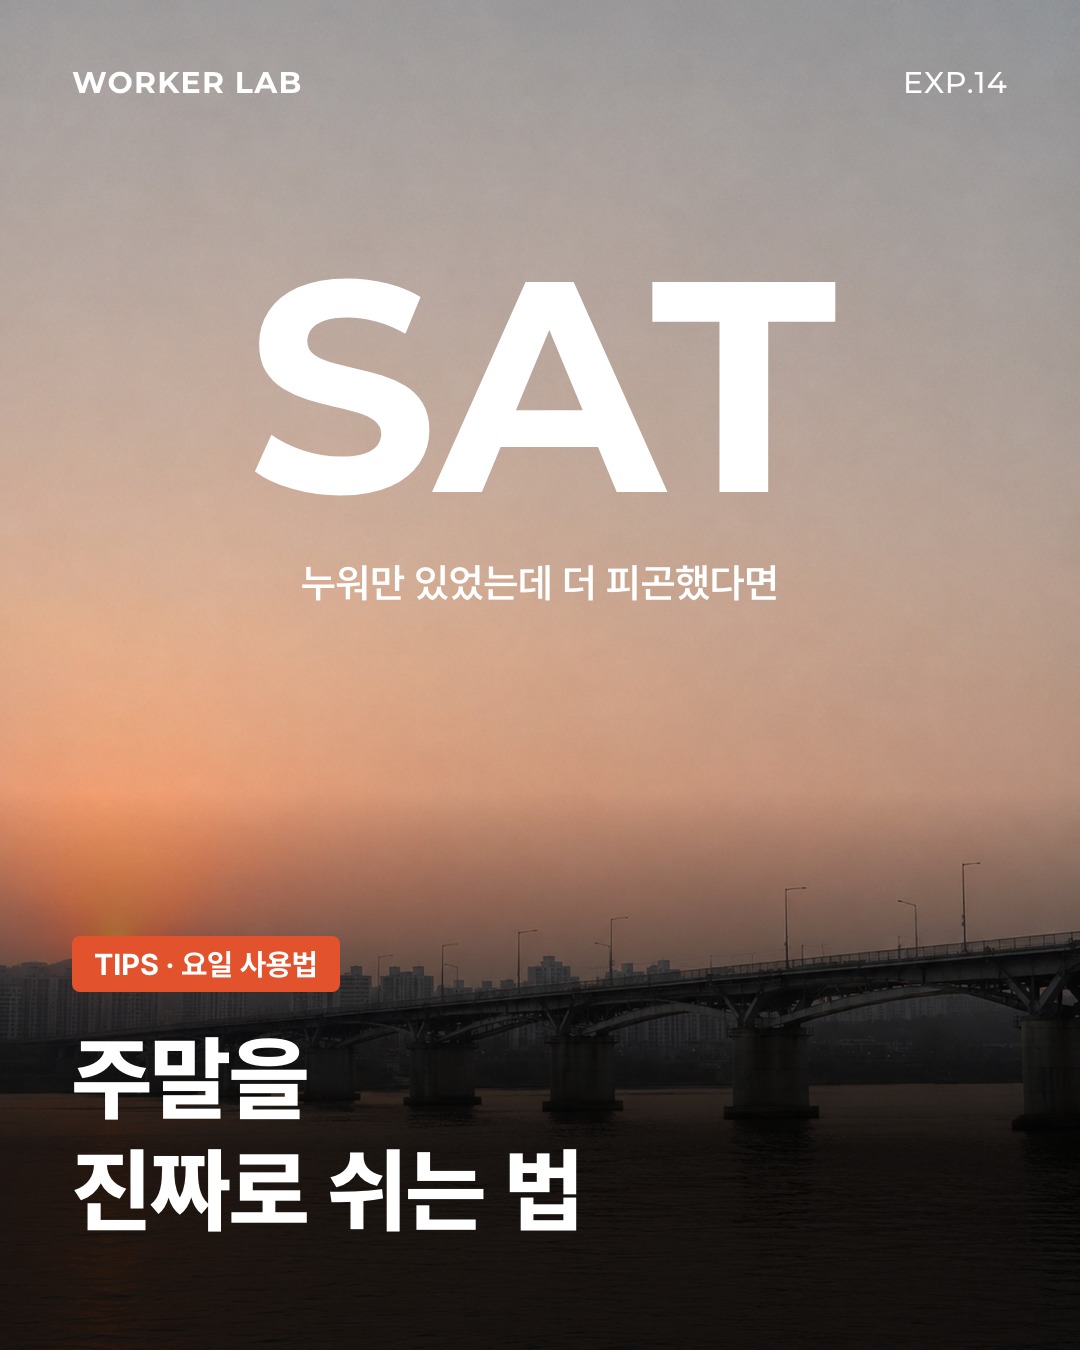 WORKER LAB
EXP.14
SAT
누워만 있었는데 더 피곤했다면
TIPS · 요일 사용법
주말을
진짜로 쉬는 법